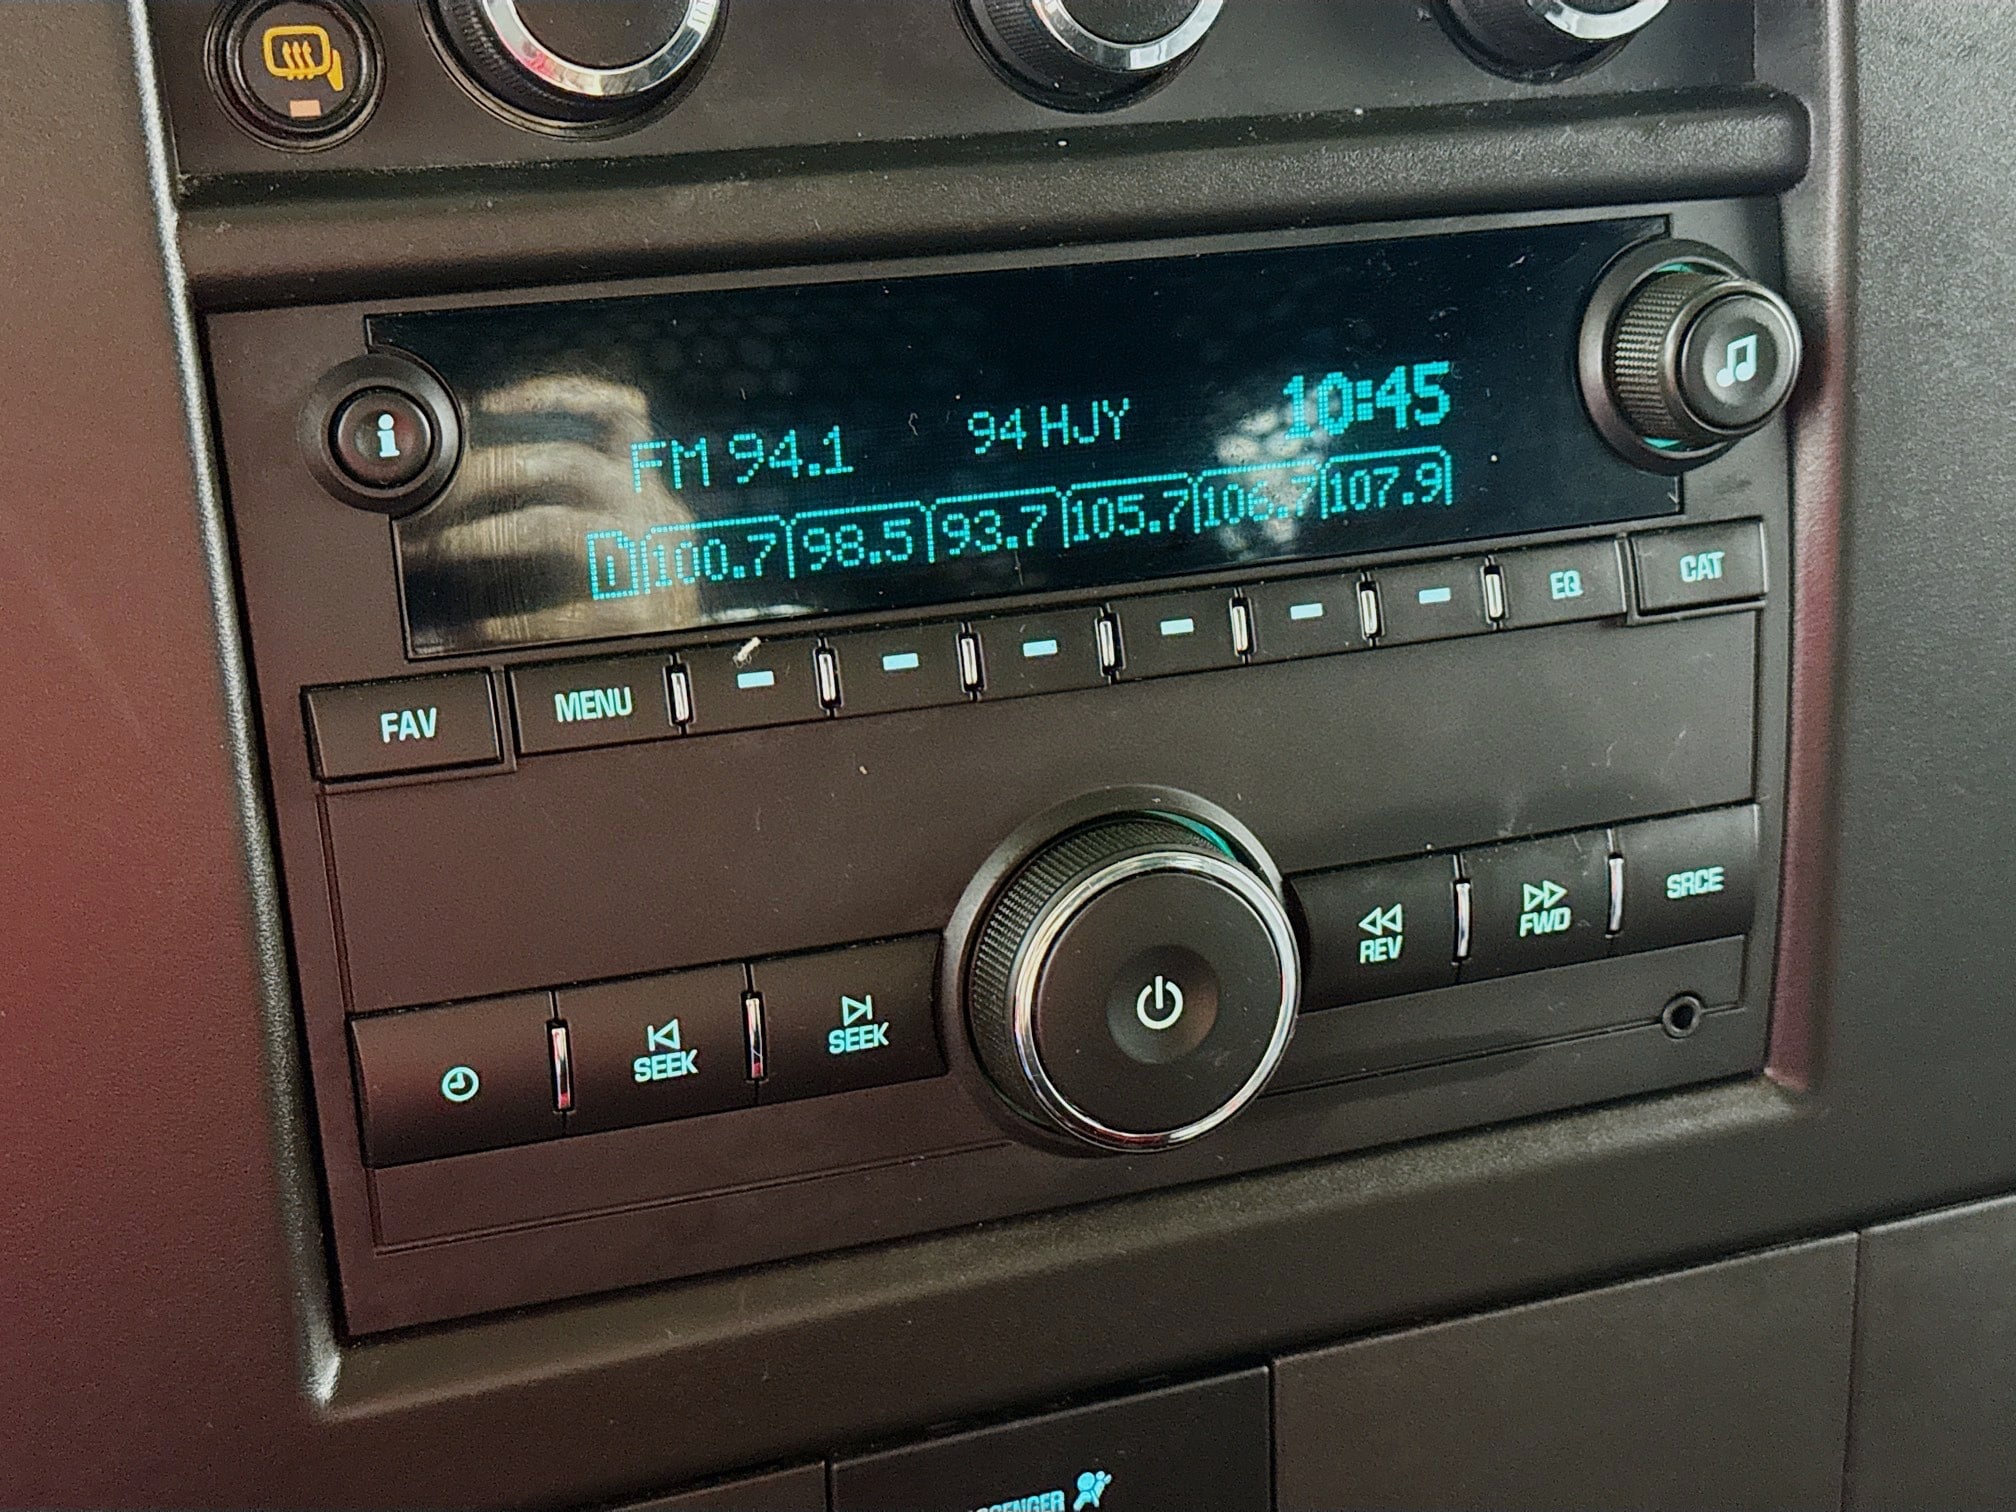 FM 94.1 94 HJY 10:45
1 100.7 98.5 93.7 105.7 106.7 107.9
i
FAV MENU EQ CAT
SEEK SEEK REV FWD SRCE